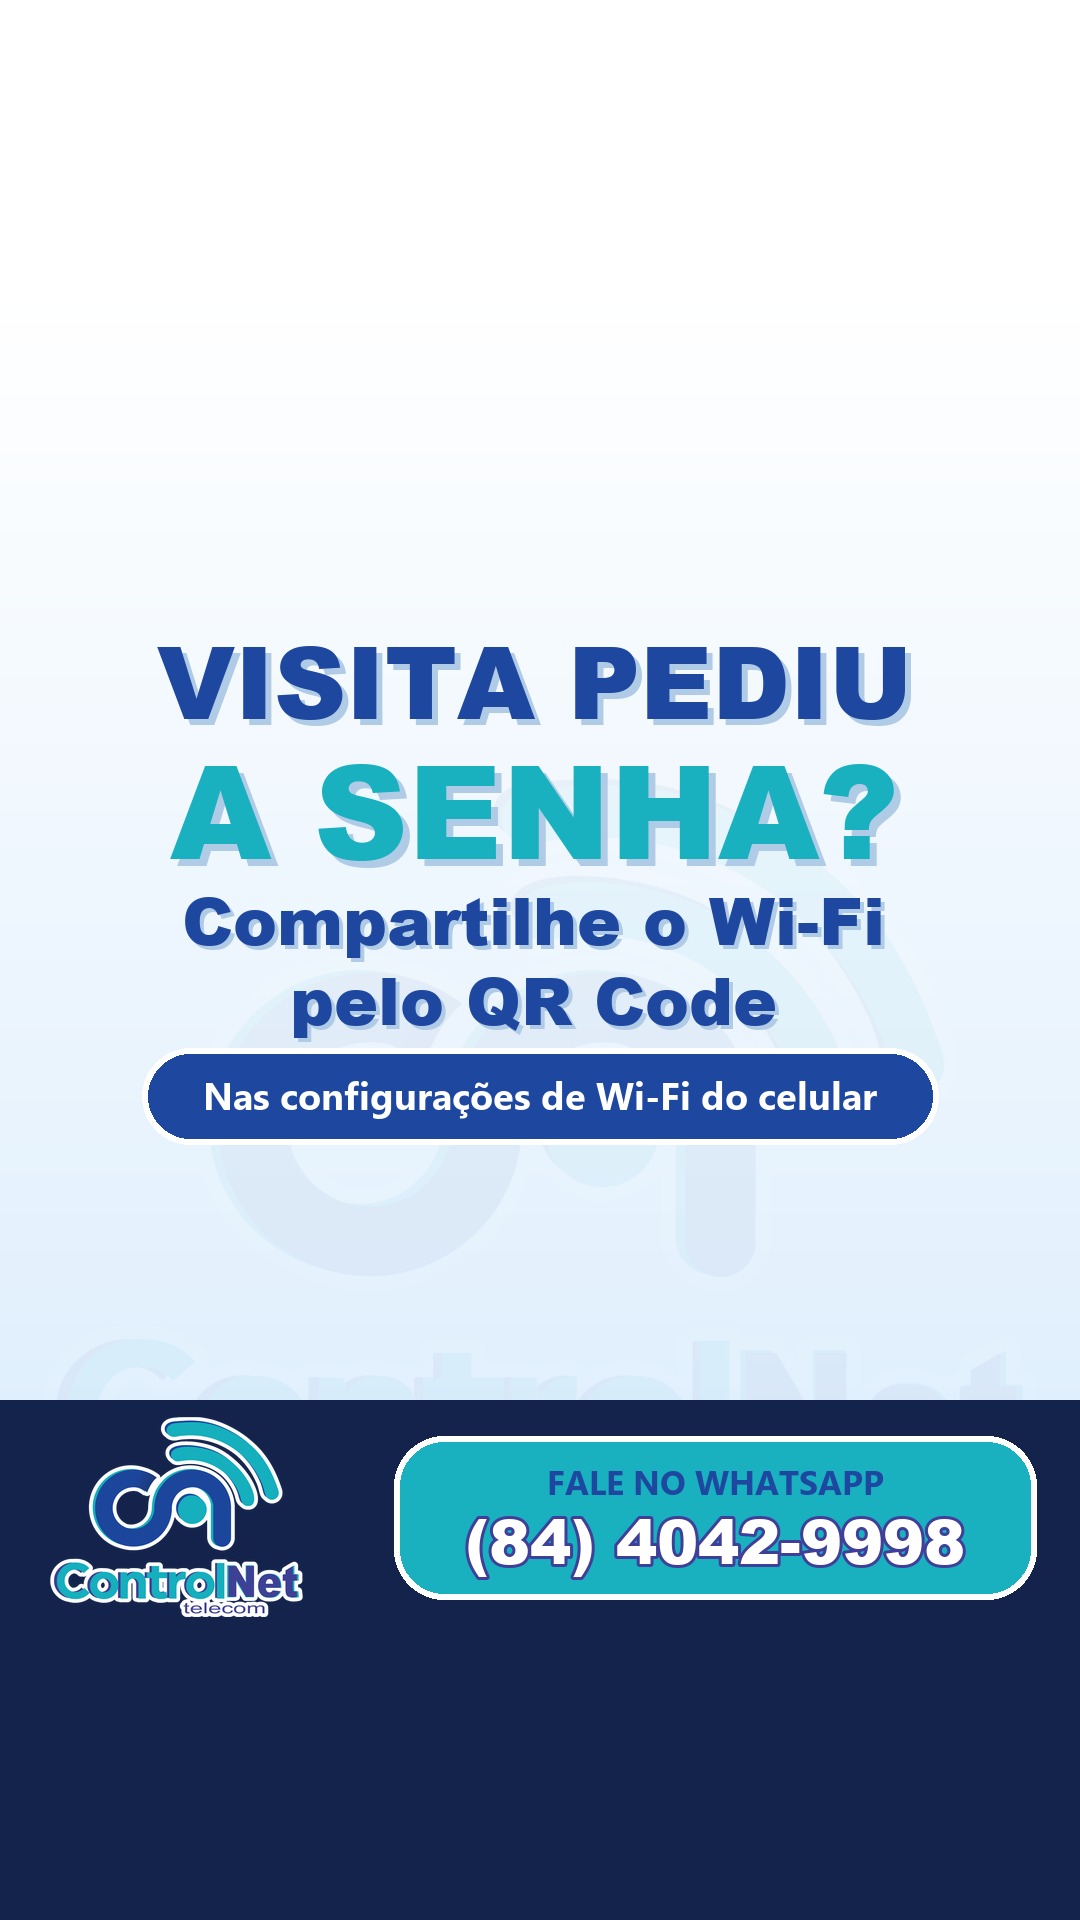 VISITA PEDIU
A SENHA?
Compartilhe o Wi-Fi
pelo QR Code
Nas configurações de Wi-Fi do celular
ControlNet
ControlNet
telecom
FALE NO WHATSAPP
(84) 4042-9998